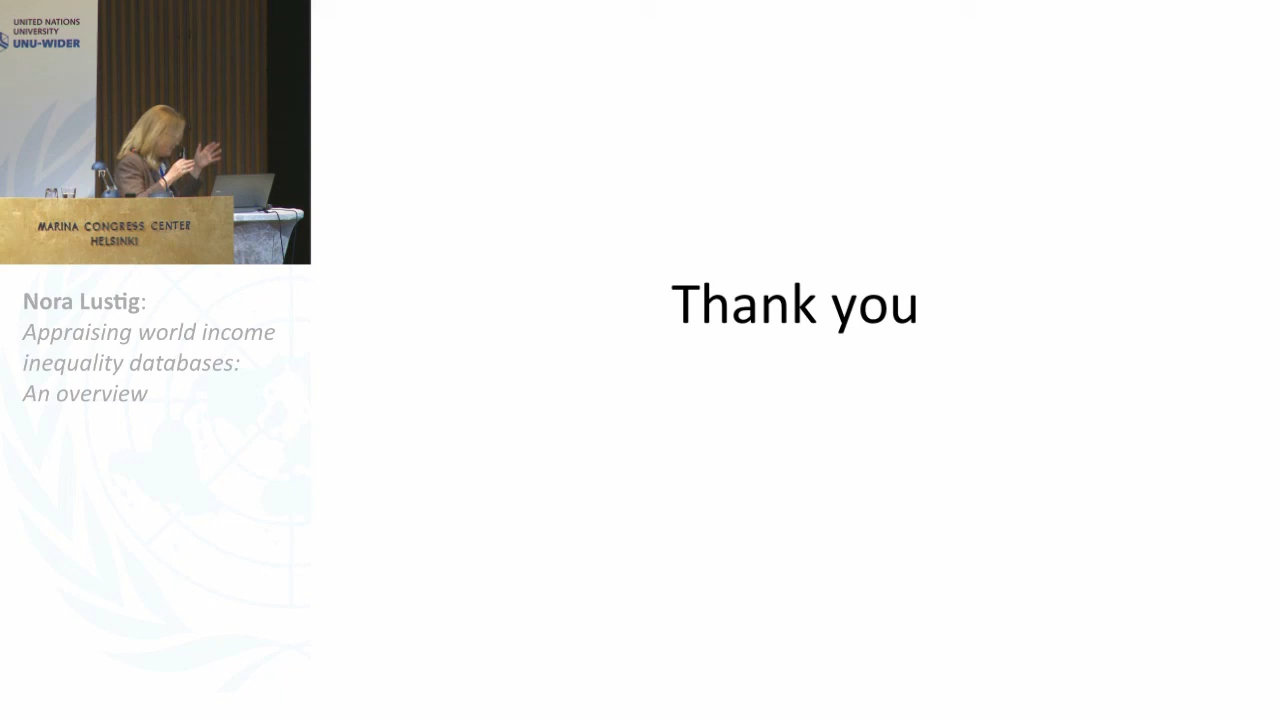 UNITED NATIONS
UNIVERSITY
UNU-WIDER
MARINA CONGRESS CENTER
HELSINKI
Nora Lustig:
Appraising world income
inequality databases:
An overview
Thank you